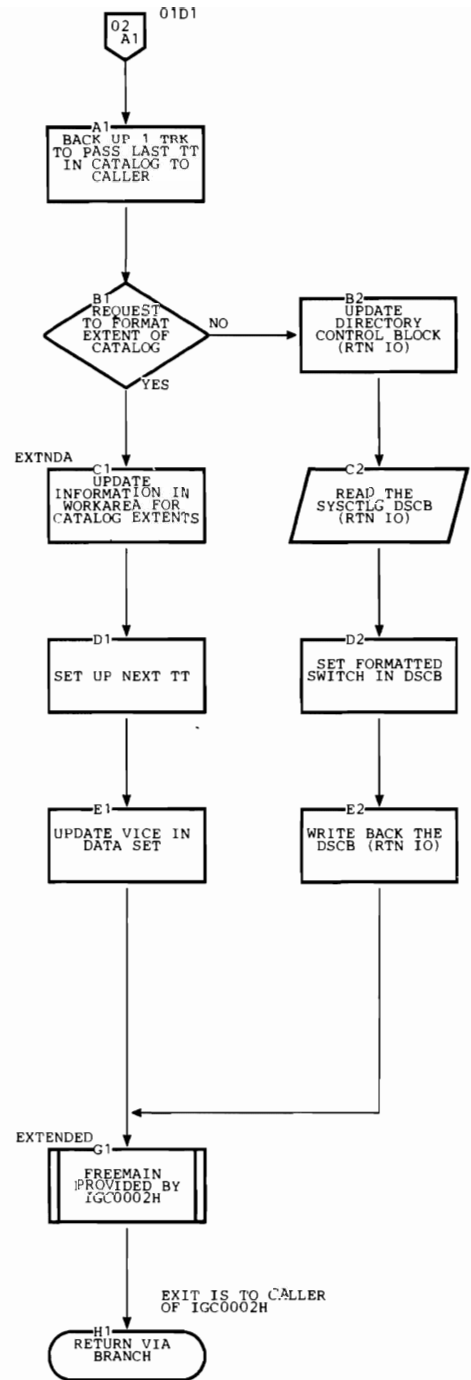 01D1
02
A1
A1
BACK UP 1 TRK
TO PASS LAST TT
IN CATALOG TO
CALLER
B1
REQUEST
TO FORMAT
EXTENT OF
CATALOG
NO
YES
B2
UPDATE
DIRECTORY
CONTROL BLOCK
(RTN IO)
EXTNDA
C1
UPDATE
INFORMATION IN
WORKAREA FOR
CATALOG EXTENTS
C2
READ THE
SYSCTLG DSCB
(RTN IO)
D1
SET UP NEXT TT
D2
SET FORMATTED
SWITCH IN DSCB
E1
UPDATE VICE IN
DATA SET
E2
WRITE BACK THE
DSCB (RTN IO)
EXTENDED
G1
FREEMAIN
PROVIDED BY
IGC0002H
EXIT IS TO CALLER
OF IGC0002H
H1
RETURN VIA
BRANCH